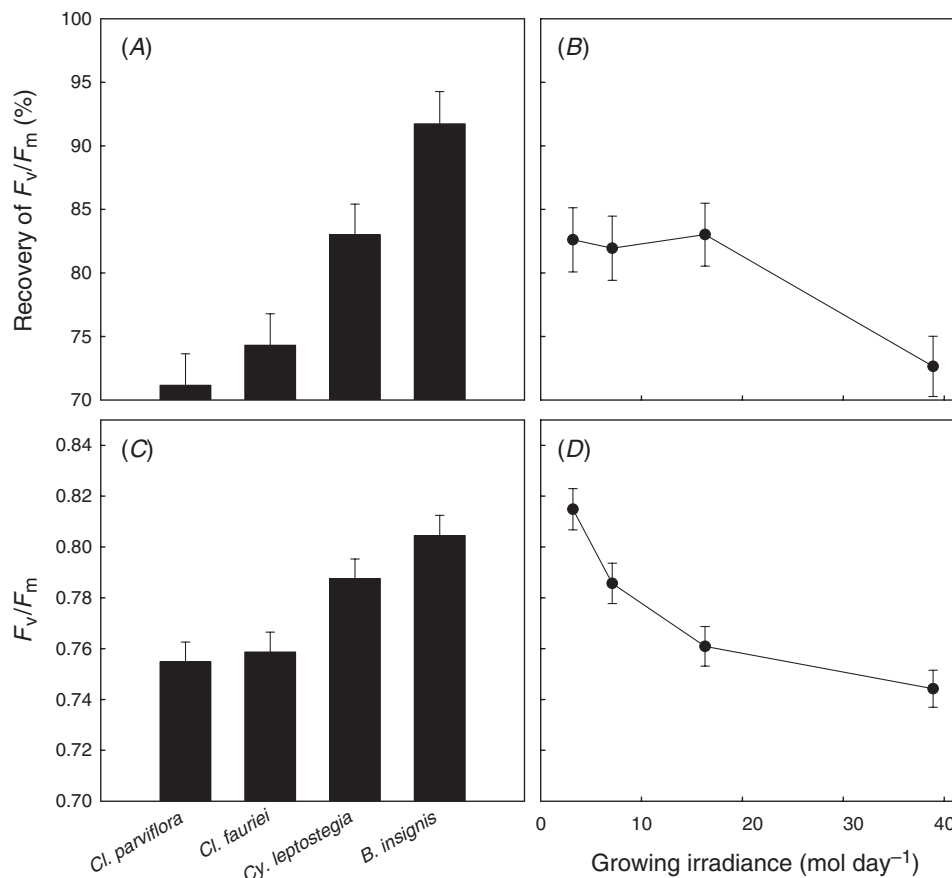 Recovery of Fv/Fm (%)
100
95
90
85
80
75
70
(A)
(B)
Fv/Fm
0.84
0.82
0.80
0.78
0.76
0.74
0.72
0.70
(C)
(D)
Cl. parviflora
Cl. fauriei
Cy. leptostegia
B. insignis
0 10 20 30 40
Growing irradiance (mol day–1)